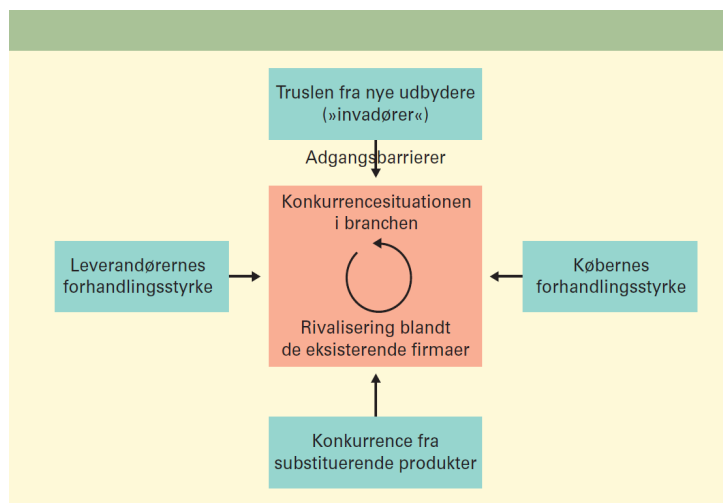 Truslen fra nye udbydere
(»invadører«)
Adgangsbarrierer
Konkurrencesituationen
i branchen
Leverandørernes
forhandlingsstyrke
Købernes
forhandlingsstyrke
Rivalisering blandt
de eksisterende firmaer
Konkurrence fra
substituerende produkter